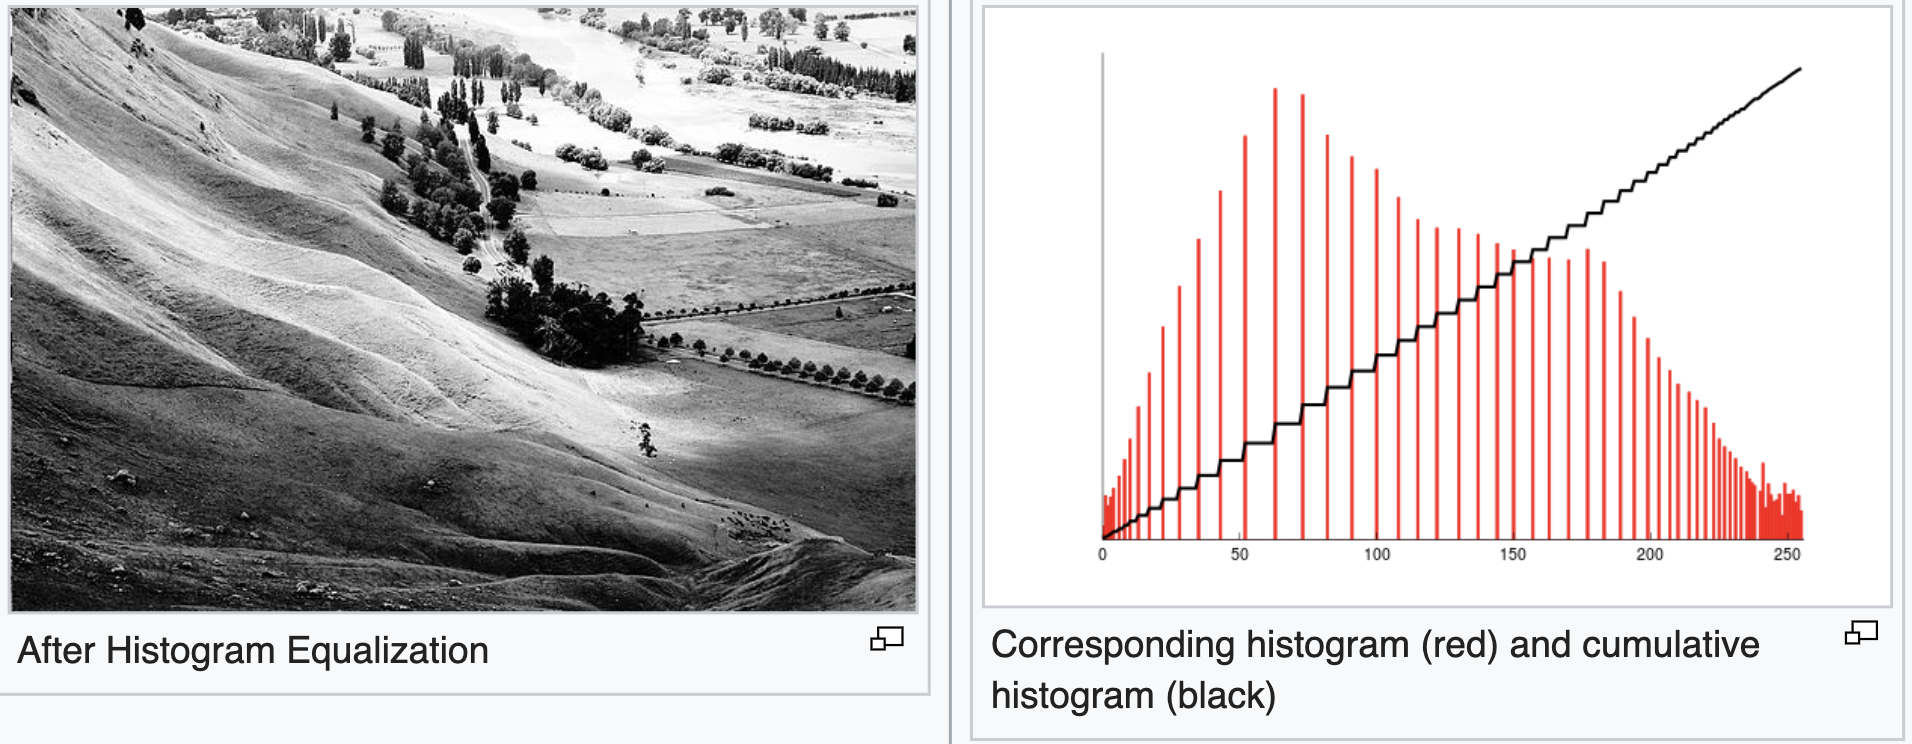 0 50 100 150 200 250
After Histogram Equalization
Corresponding histogram (red) and cumulative
histogram (black)